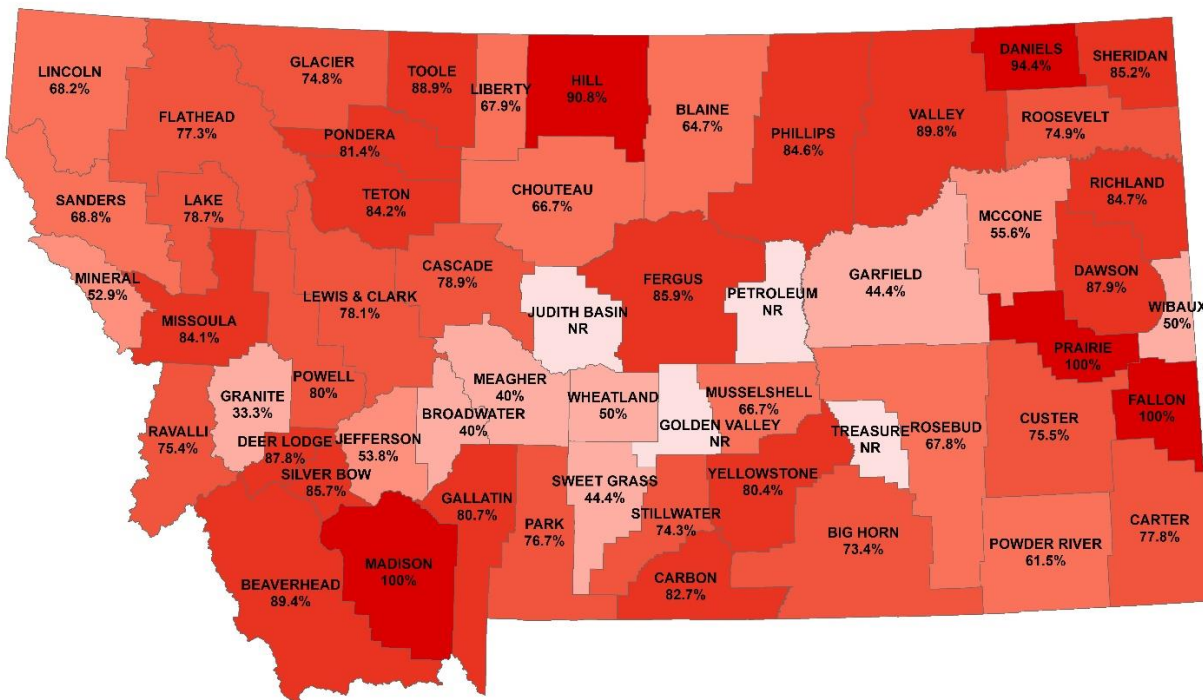 LINCOLN
68.2%
FLATHEAD
77.3%
GLACIER
74.8%
TOOLE
88.9%
LIBERTY
67.9%
HILL
90.8%
BLAINE
64.7%
PHILLIPS
84.6%
VALLEY
89.8%
DANIELS
94.4%
SHERIDAN
85.2%
ROOSEVELT
74.9%
PONDERA
81.4%
TETON
84.2%
CHOUTEAU
66.7%
SANDERS
68.8%
LAKE
78.7%
RICHLAND
84.7%
MCCONE
55.6%
MINERAL
52.9%
MISSOULA
84.1%
LEWIS & CLARK
78.1%
CASCADE
78.9%
JUDITH BASIN
NR
FERGUS
85.9%
PETROLEUM
NR
GARFIELD
44.4%
DAWSON
87.9%
WIBAUX
50%
PRAIRIE
100%
GRANITE
33.3%
POWELL
80%
MEAGHER
40%
BROADWATER
40%
WHEATLAND
50%
GOLDEN VALLEY
NR
MUSSELSHELL
66.7%
TREASURE
NR
ROSEBUD
67.8%
CUSTER
75.5%
FALLON
100%
RAVALLI
75.4%
DEER LODGE
87.8%
SILVER BOW
85.7%
JEFFERSON
53.8%
GALLATIN
80.7%
PARK
76.7%
SWEET GRASS
44.4%
STILLWATER
74.3%
YELLOWSTONE
80.4%
BIG HORN
73.4%
POWDER RIVER
61.5%
CARTER
77.8%
BEAVERHEAD
89.4%
MADISON
100%
CARBON
82.7%